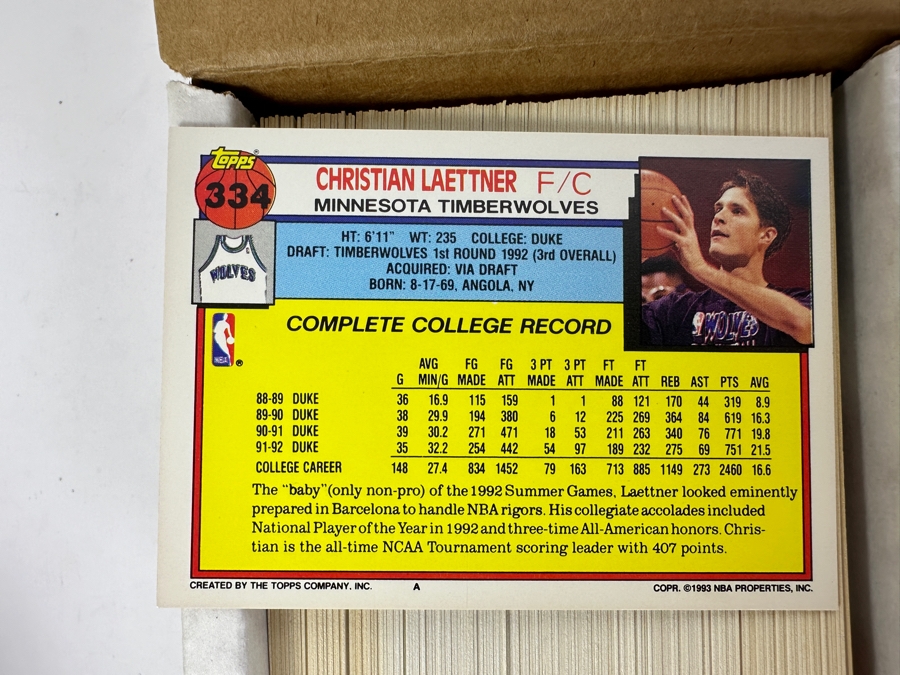 Topps®
334
CHRISTIAN LAETTNER F/C
MINNESOTA TIMBERWOLVES
HT: 6'11" WT: 235 COLLEGE: DUKE
DRAFT: TIMBERWOLVES 1st ROUND 1992 (3rd OVERALL)
ACQUIRED: VIA DRAFT
BORN: 8-17-69, ANGOLA, NY
WOLVES
WOLVES
NBA ®
COMPLETE COLLEGE RECORD
AVG FG FG 3 PT 3 PT FT FT
G MIN/G MADE ATT MADE ATT MADE ATT REB AST PTS AVG
88-89 DUKE 36 16.9 115 159 1 1 88 121 170 44 319 8.9
89-90 DUKE 38 29.9 194 380 6 12 225 269 364 84 619 16.3
90-91 DUKE 39 30.2 271 471 18 53 211 263 340 76 771 19.8
91-92 DUKE 35 32.2 254 442 54 97 189 232 275 69 751 21.5
COLLEGE CAREER 148 27.4 834 1452 79 163 713 885 1149 273 2460 16.6
The "baby"(only non-pro) of the 1992 Summer Games, Laettner looked eminently
prepared in Barcelona to handle NBA rigors. His collegiate accolades included
National Player of the Year in 1992 and three-time All-American honors. Chris-
tian is the all-time NCAA Tournament scoring leader with 407 points.
CREATED BY THE TOPPS COMPANY, INC. A COPR. ©1993 NBA PROPERTIES, INC.